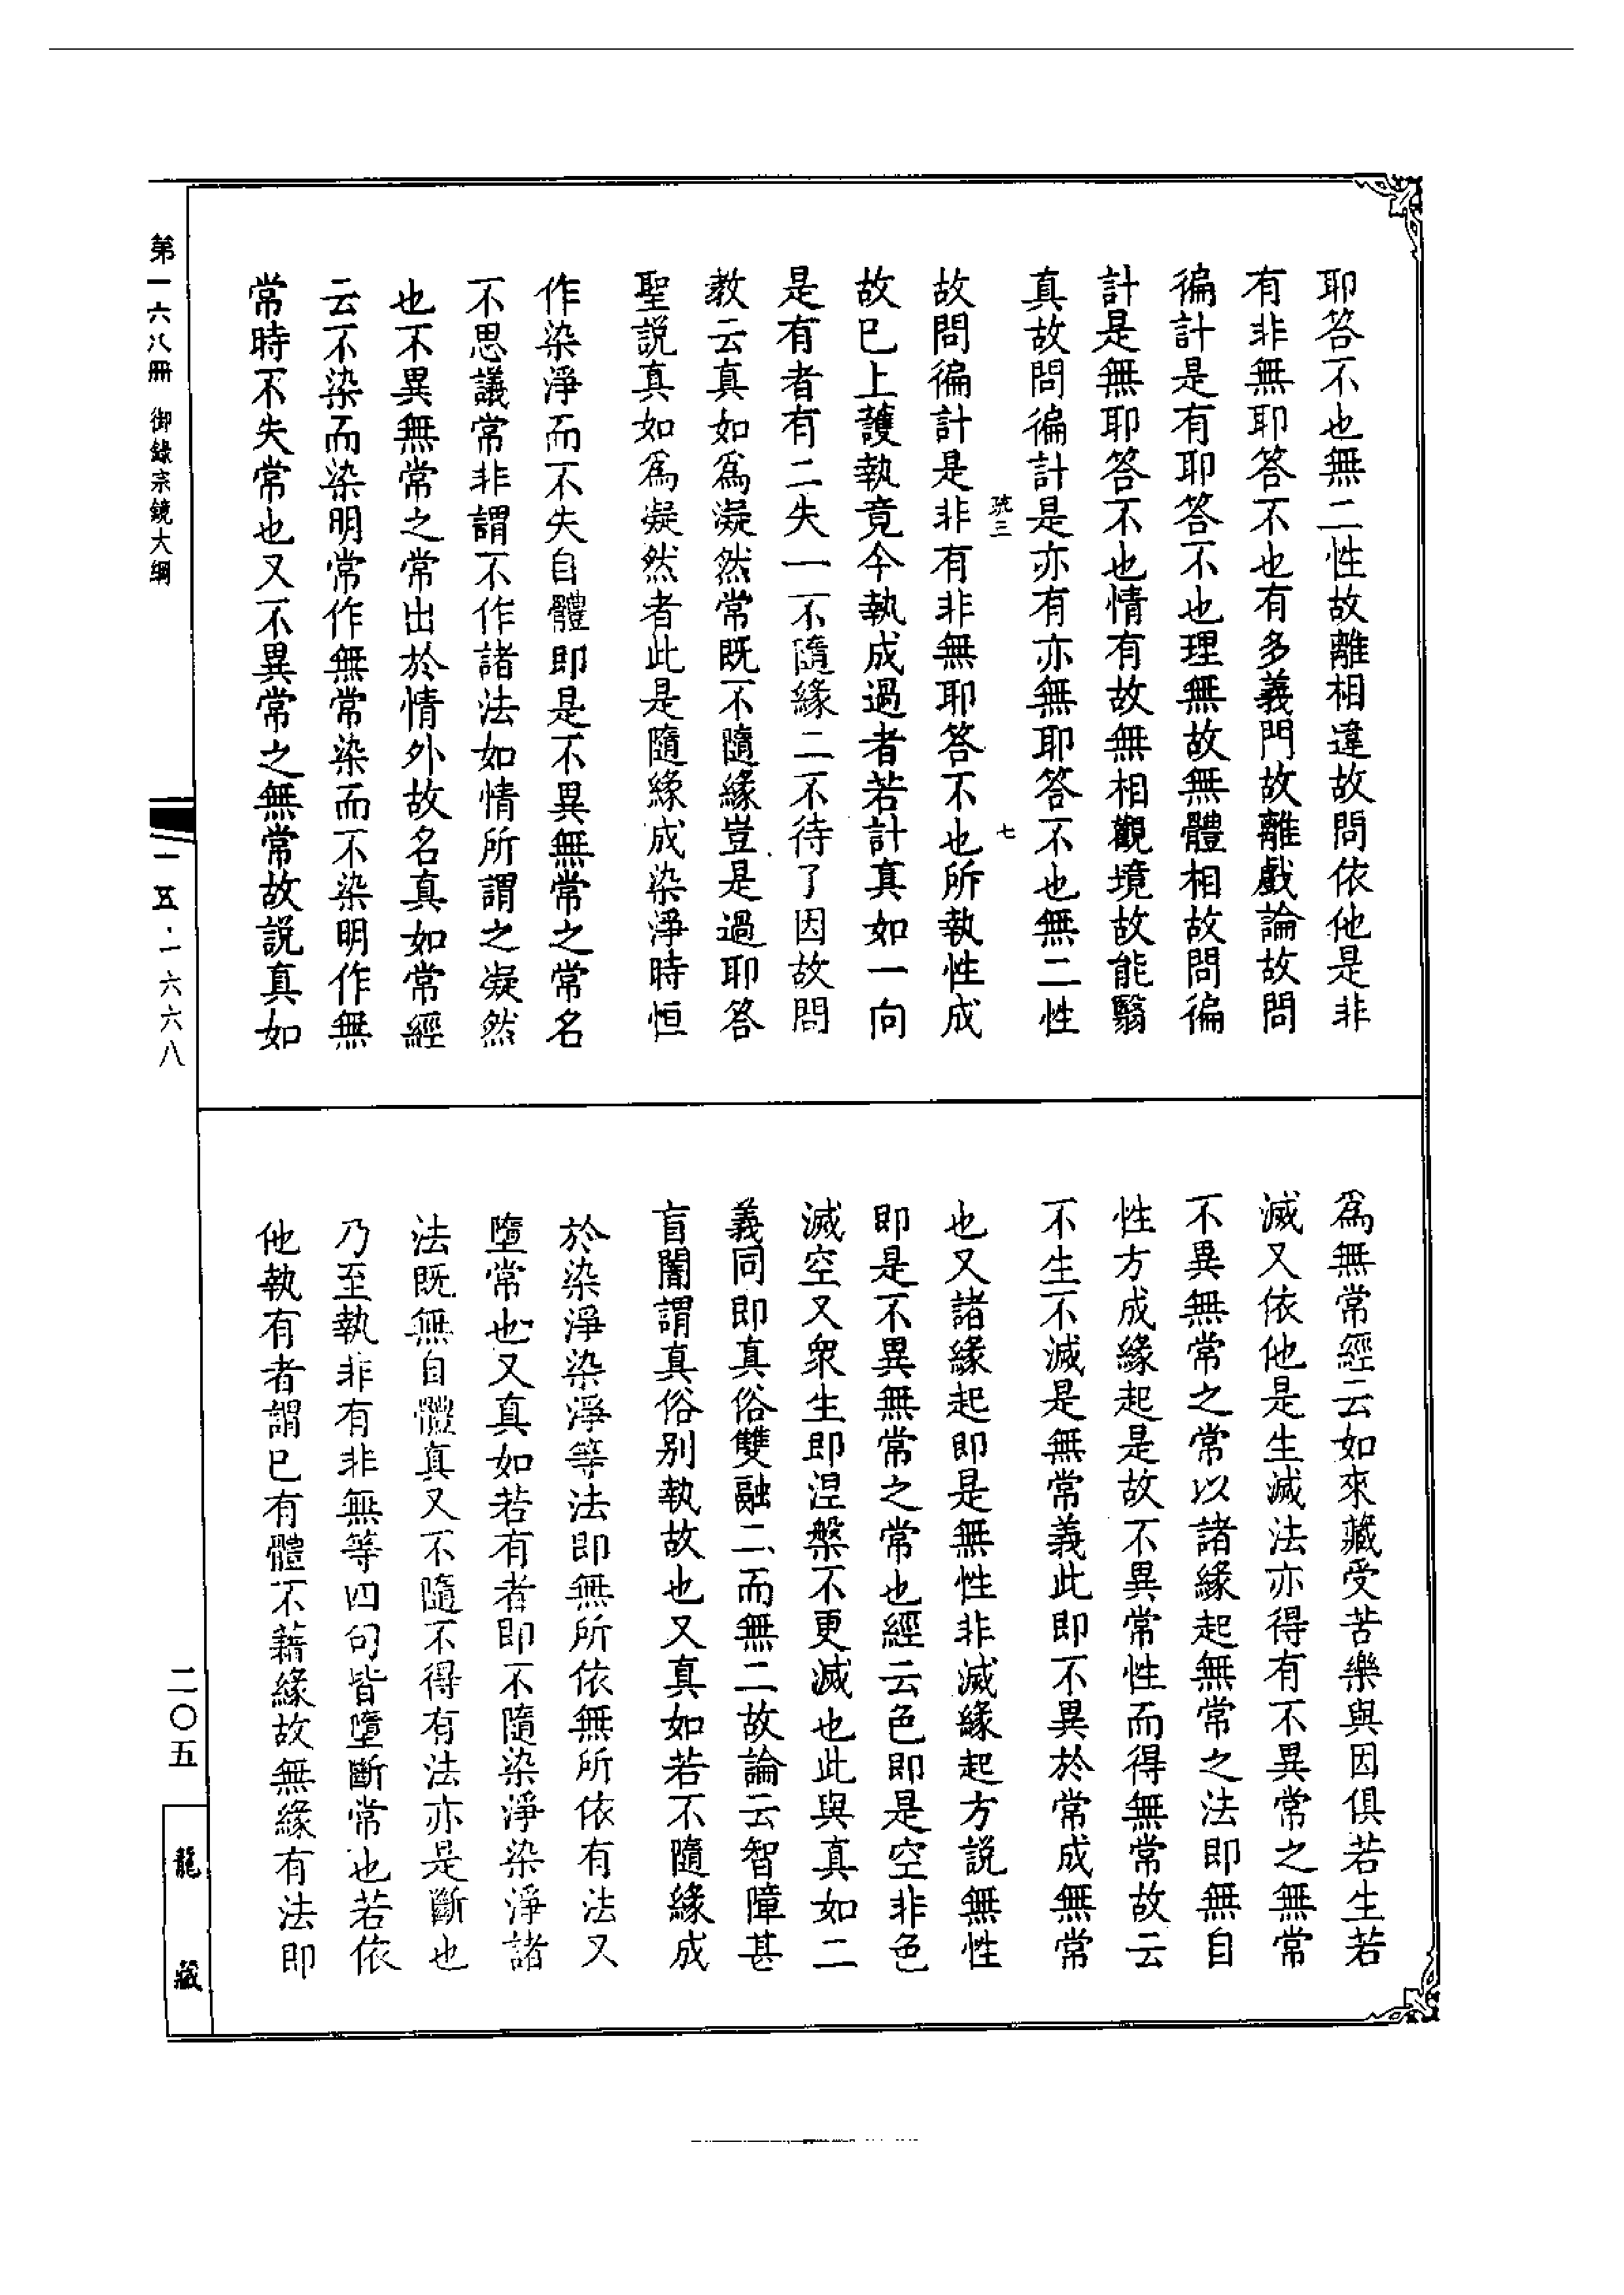 耶答不也無二性故離相違故問依他是非
有非無耶答不也有多義門故離戲論故問
徧計是有耶答不也理無故無體相故問徧
計是無耶答不也情有故無相觀境故能翳
真故問徧計是亦有亦無耶答不也無二性
三 七
故問徧計是非有非無耶答不也所執性成
故已上護執竟今執成過者若計真如一向
是有者有二失一不隨緣二不待了因故問
教云真如為凝然常既不隨緣豈是過耶答
聖説真如為凝然者此是隨緣成染淨時恒
作染淨而不失自體即是不異無常之常名
不思議常非謂不作諸法如情所謂之凝然
也不異無常之常出於情外故名真如常經
云不染而染明常作無常染而不染明作無
常時不失常也又不異常之無常故説真如
為無常經云如來藏受苦樂與因俱若生若
滅又依他是生滅法亦得有不異常之無常
不異無常之常以諸緣起無常之法即無自
性方成緣起是故不異常性而得無常故云
不生不滅是無常義此即不異於常成無常
也又諸緣起即是無性非滅緣起方説無性
即是不異無常之常也經云色即是空非色
滅空又衆生即涅槃不更滅也此與真如二
義同即真俗雙融二而無二故論云智障甚
盲闇謂真俗別執故也又真如若不隨緣成
於染淨染淨等法即無所依無所依有法又
墮常也又真如若有者即不隨染淨染淨諸
法既無自體真又不隨不得有法亦是斷也
乃至執非有非無等四句皆墮斷常也若依
他執有者謂已有體不藉緣故無緣有法即
第一六八冊 御錄宗鏡大綱
一五·一六六八
二〇五
龍藏